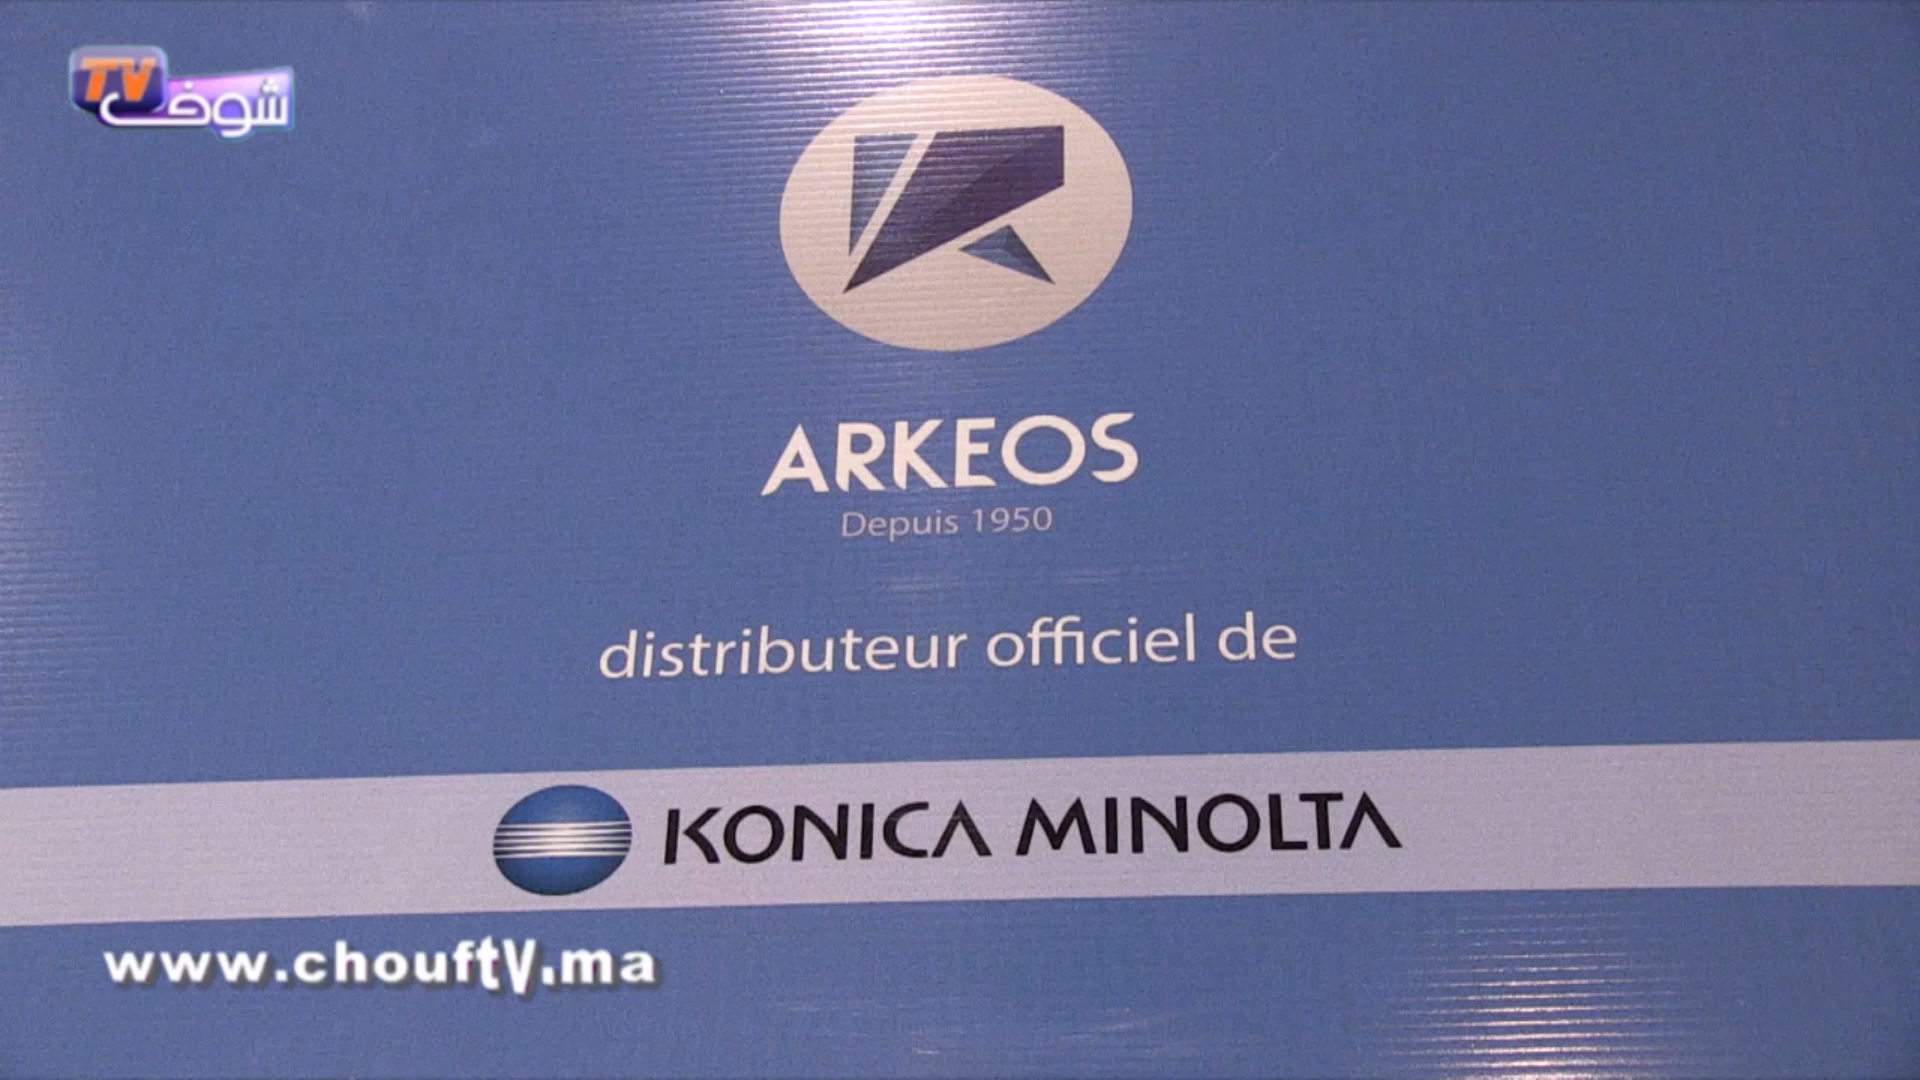 TV شوف
ARKEOS
Depuis 1950
distributeur officiel de
KONICA MINOLTA
www.chouftv.ma